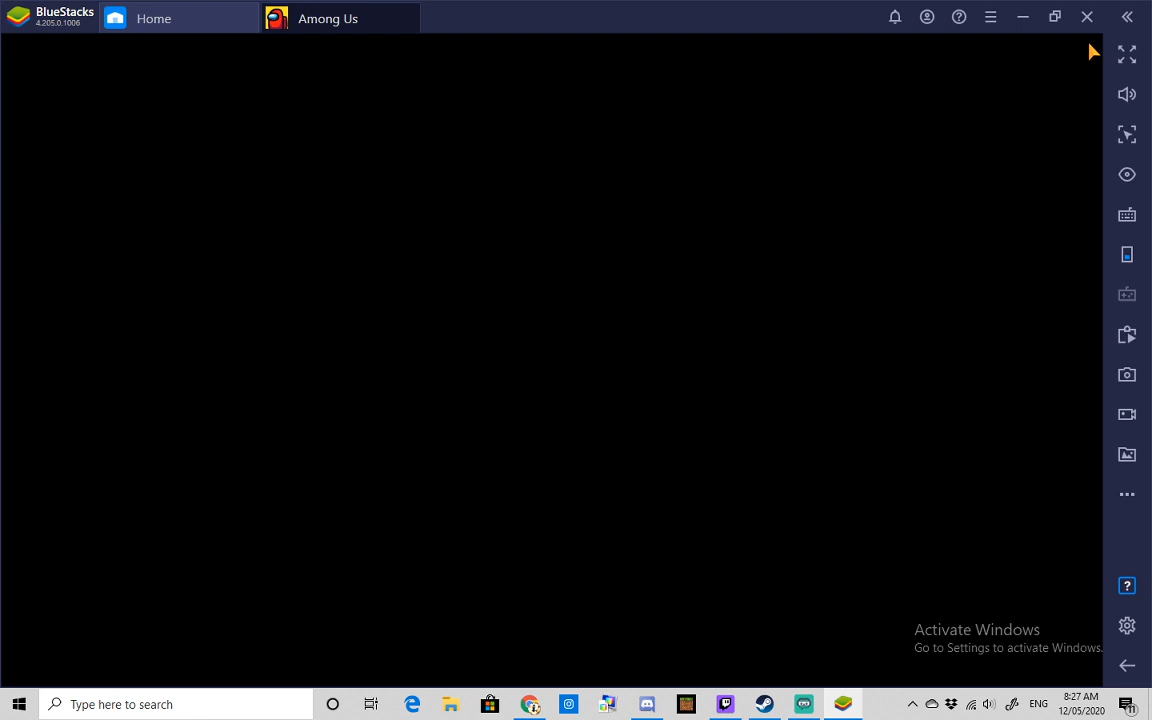 BlueStacks
4.205.0.1006
Home
Among Us
Activate Windows
Go to Settings to activate Windows.
Type here to search
ENG
8:27 AM
12/05/2020
11